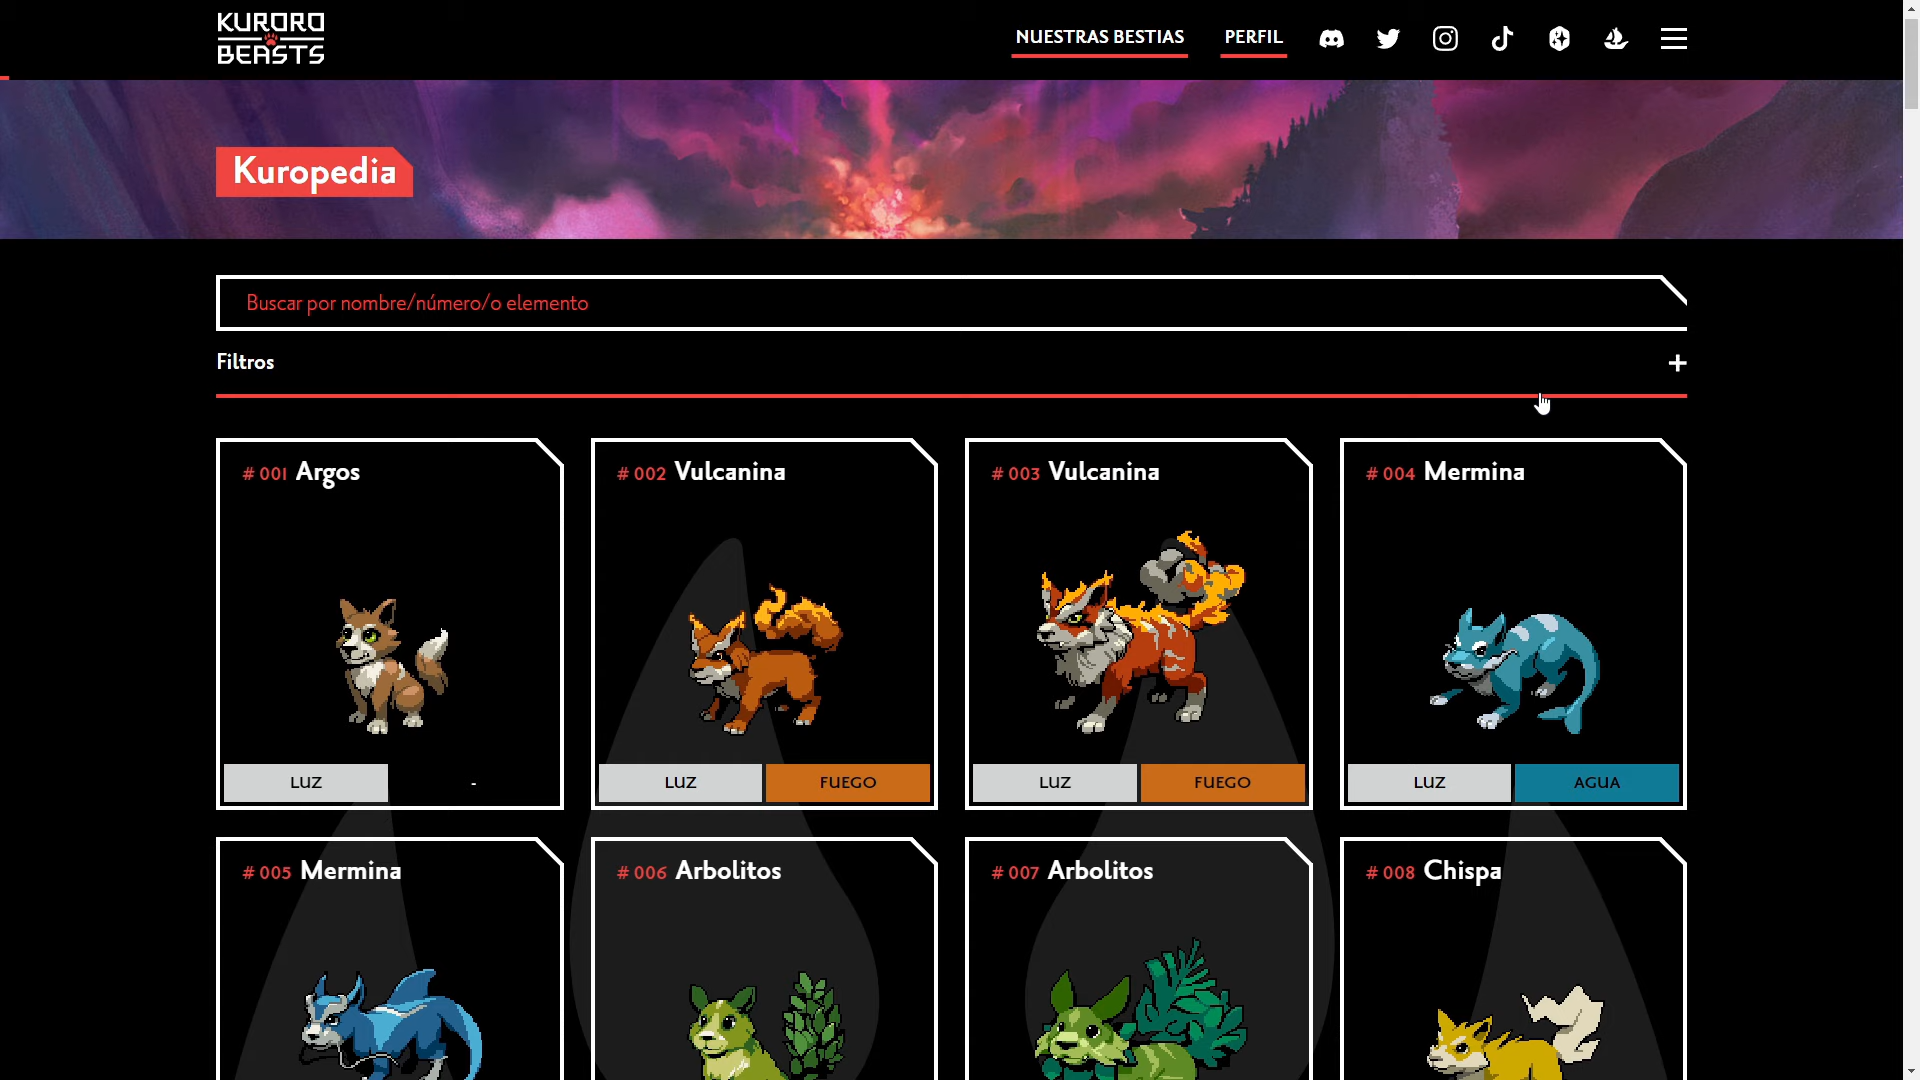 KURORO
BEASTS
NUESTRAS BESTIAS
PERFIL
Kuropedia
Buscar por nombre/número/o elemento
Filtros
+
# 001 Argos
# 002 Vulcanina
# 003 Vulcanina
# 004 Mermina
LUZ
-
LUZ
FUEGO
LUZ
FUEGO
LUZ
AGUA
# 005 Mermina
# 006 Arbolitos
# 007 Arbolitos
# 008 Chispa